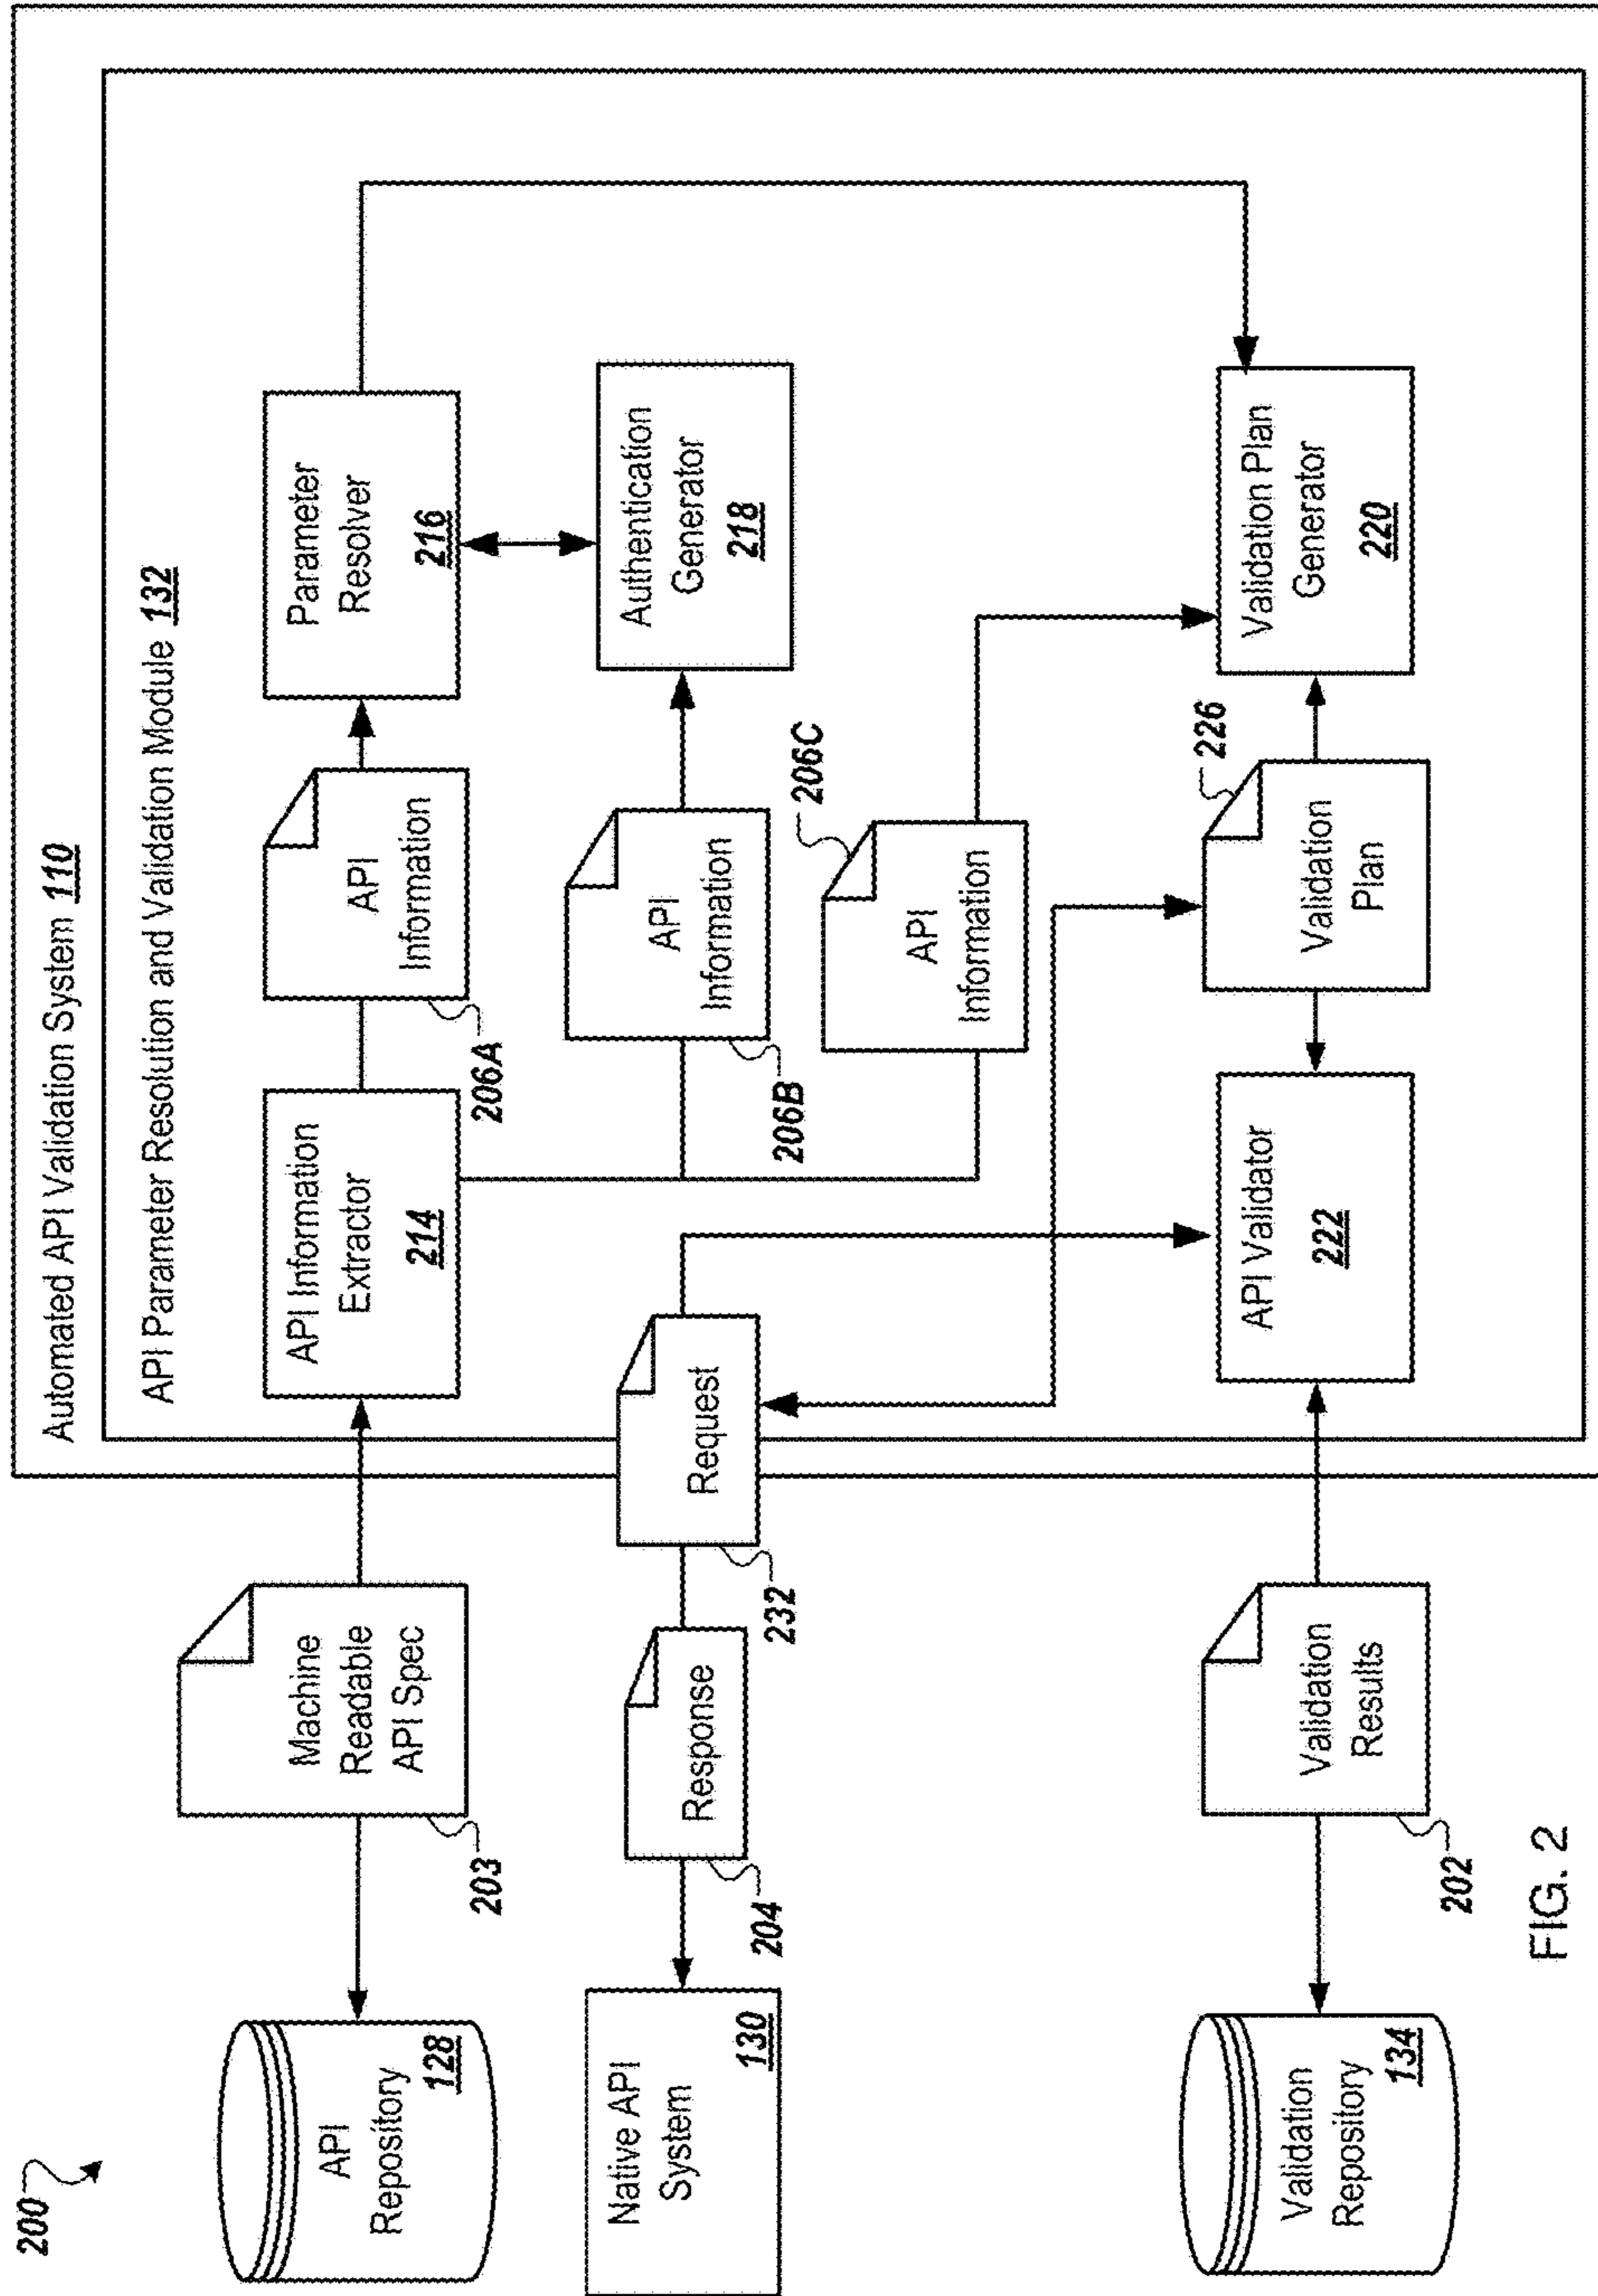 200
Automated API Validation System 110
API Parameter Resolution and Validation Module 132
API
Repository
128
Machine
Readable
API Spec
203
API Information
Extractor
214
API
Information
206A
Parameter
Resolver
216
Native API
System
130
Response
204
Request
232
API
Information
206B
Authentication
Generator
218
API
Information
206C
Validation
Repository
134
Validation
Results
202
API Validator
222
Validation
Plan
226
Validation Plan
Generator
220
FIG. 2